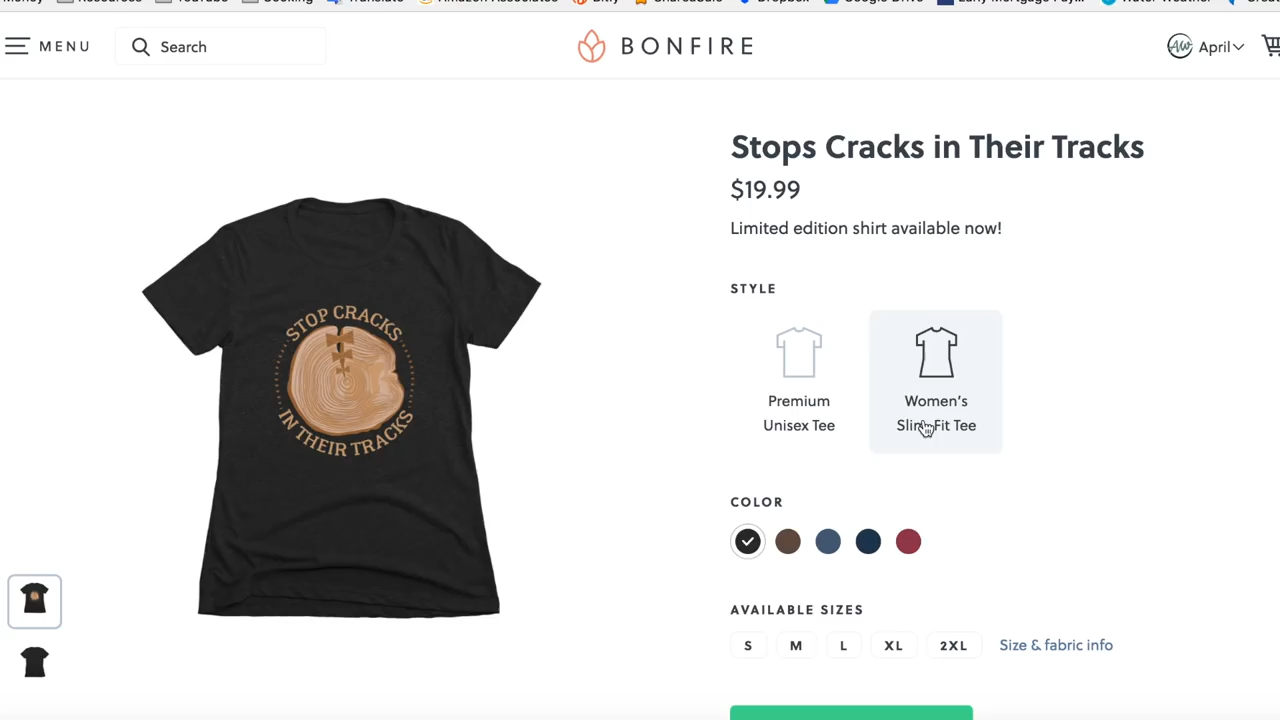 MENU
Search
BONFIRE
April
Stops Cracks in Their Tracks
$19.99
Limited edition shirt available now!
STYLE
Premium
Unisex Tee
Women's
Slim Fit Tee
STOP CRACKS
IN THEIR TRACKS
COLOR
AVAILABLE SIZES
S M L XL 2XL Size & fabric info